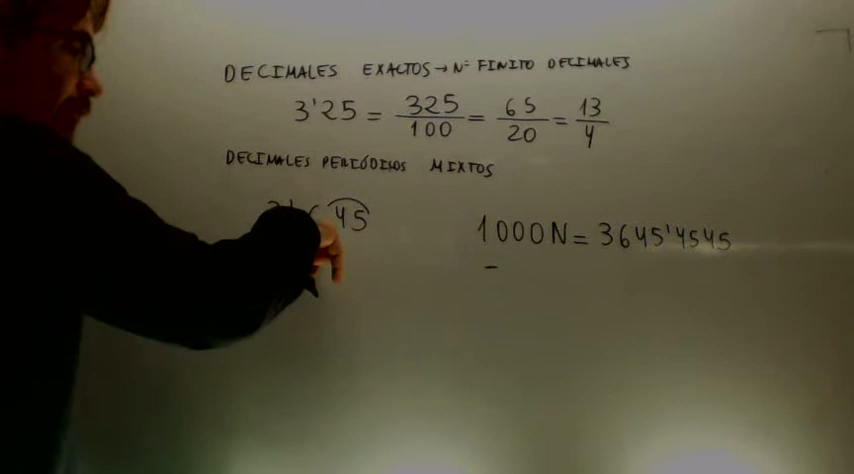 DECIMALES EXACTOS → Nº FINITO DECIMALES
3'25 = 325/100 = 65/20 = 13/4
DECIMALES PERIÓDICOS MIXTOS
45
1000N = 3645'4545
-